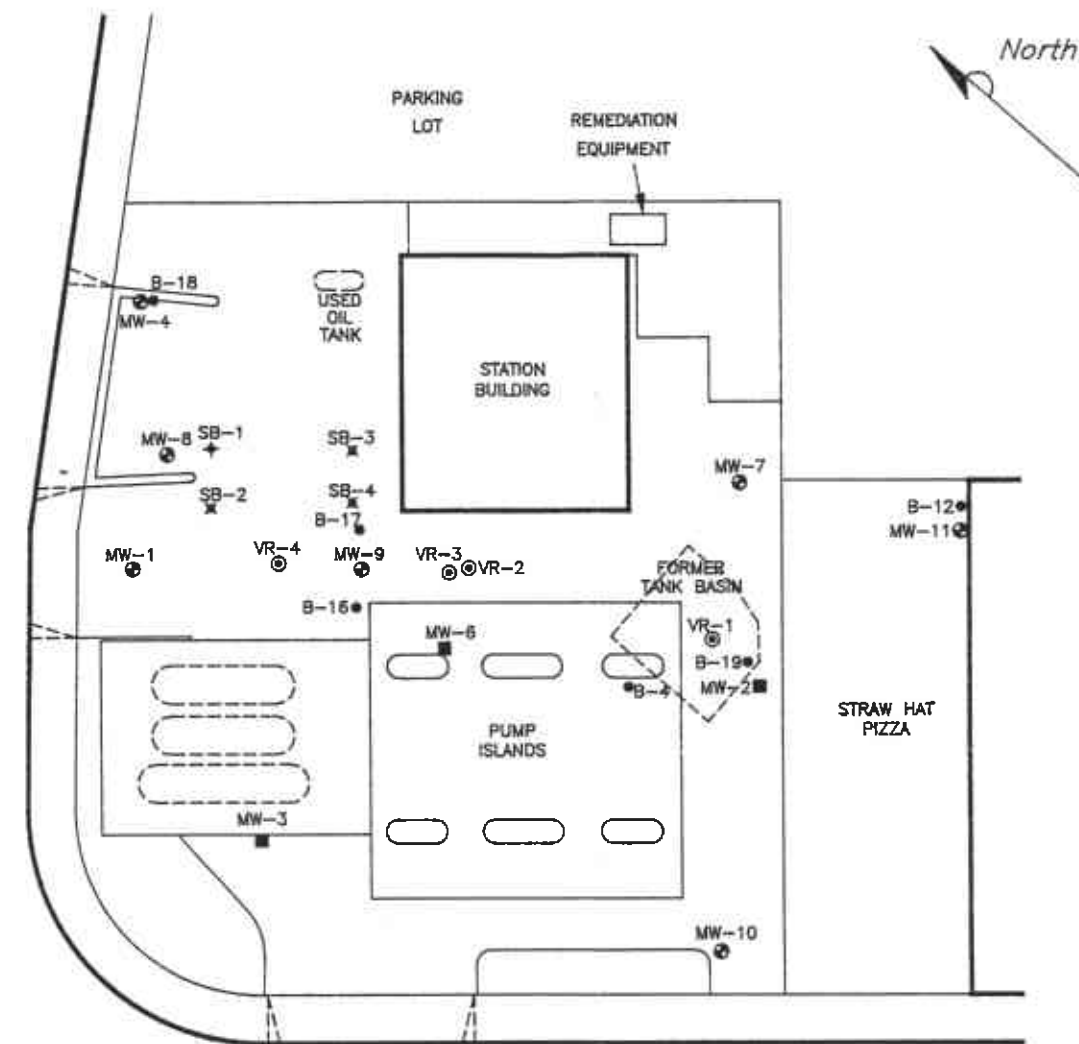 North
PARKING
LOT
REMEDIATION
EQUIPMENT
B-18
MW-4
USED
OIL
TANK
STATION
BUILDING
MW-8
SB-1
SB-3
MW-7
SB-2
SB-4
B-12
B-17
MW-11
MW-1
VR-4
MW-9
VR-3
VR-2
FORMER
TANK BASIN
B-16
VR-1
MW-6
B-19
B-4
MW-2
STRAW HAT
PIZZA
PUMP
ISLANDS
MW-3
MW-10